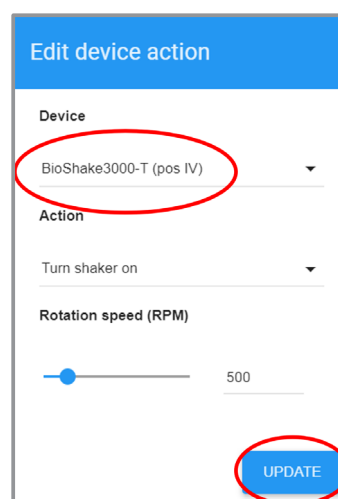 Edit device action
Device
BioShake3000-T (pos IV)
Action
Turn shaker on
Rotation speed (RPM)
500
UPDATE